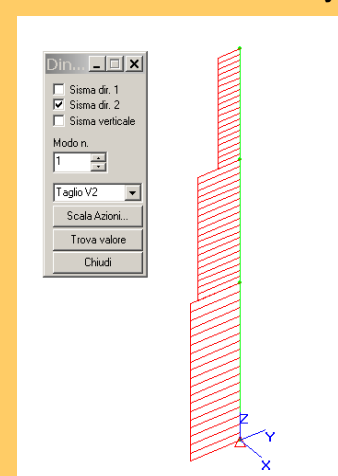 Din...
Sisma dir. 1
Sisma dir. 2
Sisma verticale
Modo n.
1
Taglio V2
Scala Azioni...
Trova valore
Chiudi
Z
Y
X